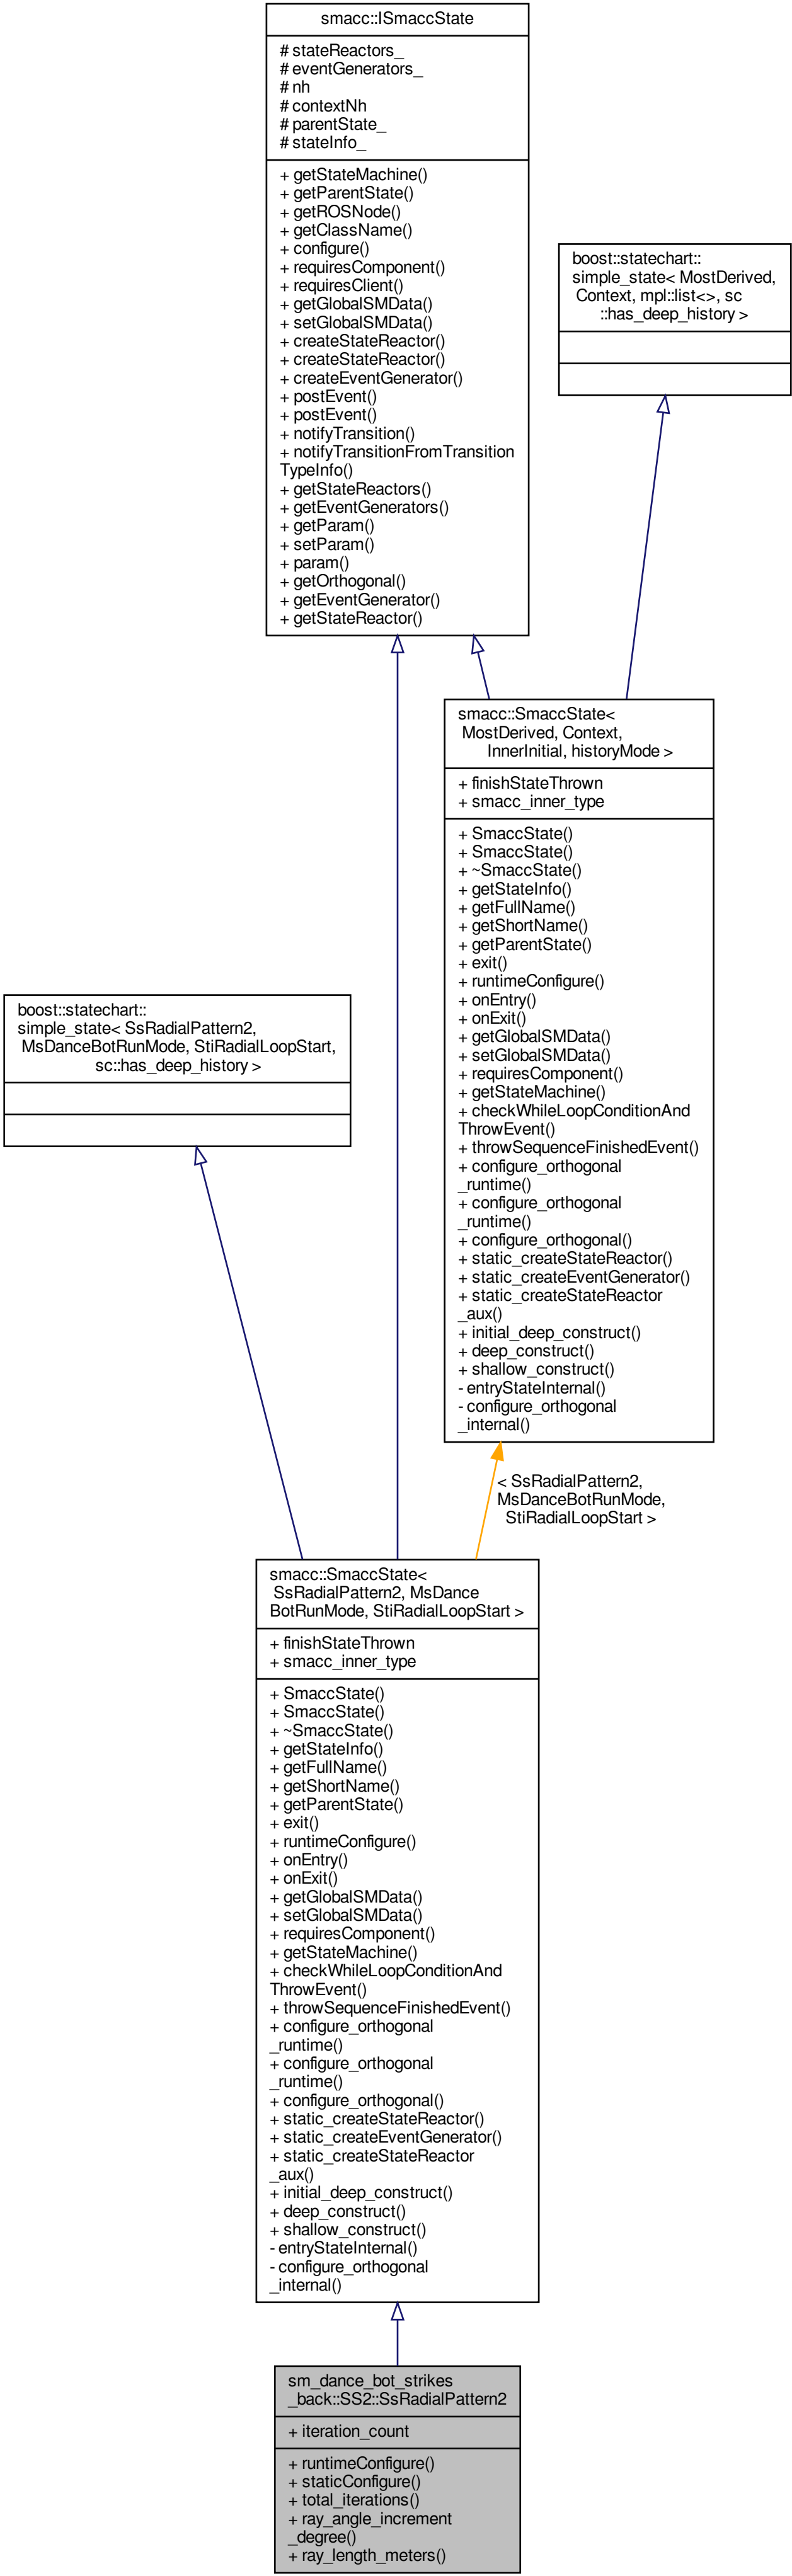 smacc::ISmaccState
# stateReactors_
# eventGenerators_
# nh
# contextNh
# parentState_
# stateInfo_
+ getStateMachine()
+ getParentState()
+ getROSNode()
+ getClassName()
+ configure()
+ requiresComponent()
+ requiresClient()
+ getGlobalSMData()
+ setGlobalSMData()
+ createStateReactor()
+ createStateReactor()
+ createEventGenerator()
+ postEvent()
+ postEvent()
+ notifyTransition()
+ notifyTransitionFromTransition
TypeInfo()
+ getStateReactors()
+ getEventGenerators()
+ getParam()
+ setParam()
+ param()
+ getOrthogonal()
+ getEventGenerator()
+ getStateReactor()
boost::statechart::
simple_state< MostDerived,
Context, mpl::list<>, sc
::has_deep_history >
smacc::SmaccState<
MostDerived, Context,
InnerInitial, historyMode >
+ finishStateThrown
+ smacc_inner_type
+ SmaccState()
+ SmaccState()
+ ~SmaccState()
+ getStateInfo()
+ getFullName()
+ getShortName()
+ getParentState()
+ exit()
+ runtimeConfigure()
+ onEntry()
+ onExit()
+ getGlobalSMData()
+ setGlobalSMData()
+ requiresComponent()
+ getStateMachine()
+ checkWhileLoopConditionAnd
ThrowEvent()
+ throwSequenceFinishedEvent()
+ configure_orthogonal
_runtime()
+ configure_orthogonal
_runtime()
+ configure_orthogonal()
+ static_createStateReactor()
+ static_createEventGenerator()
+ static_createStateReactor
_aux()
+ initial_deep_construct()
+ deep_construct()
+ shallow_construct()
- entryStateInternal()
- configure_orthogonal
_internal()
boost::statechart::
simple_state< SsRadialPattern2,
MsDanceBotRunMode, StiRadialLoopStart,
sc::has_deep_history >
< SsRadialPattern2,
MsDanceBotRunMode,
StiRadialLoopStart >
smacc::SmaccState<
SsRadialPattern2, MsDance
BotRunMode, StiRadialLoopStart >
+ finishStateThrown
+ smacc_inner_type
+ SmaccState()
+ SmaccState()
+ ~SmaccState()
+ getStateInfo()
+ getFullName()
+ getShortName()
+ getParentState()
+ exit()
+ runtimeConfigure()
+ onEntry()
+ onExit()
+ getGlobalSMData()
+ setGlobalSMData()
+ requiresComponent()
+ getStateMachine()
+ checkWhileLoopConditionAnd
ThrowEvent()
+ throwSequenceFinishedEvent()
+ configure_orthogonal
_runtime()
+ configure_orthogonal
_runtime()
+ configure_orthogonal()
+ static_createStateReactor()
+ static_createEventGenerator()
+ static_createStateReactor
_aux()
+ initial_deep_construct()
+ deep_construct()
+ shallow_construct()
- entryStateInternal()
- configure_orthogonal
_internal()
sm_dance_bot_strikes
_back::SS2::SsRadialPattern2
+ iteration_count
+ runtimeConfigure()
+ staticConfigure()
+ total_iterations()
+ ray_angle_increment
_degree()
+ ray_length_meters()